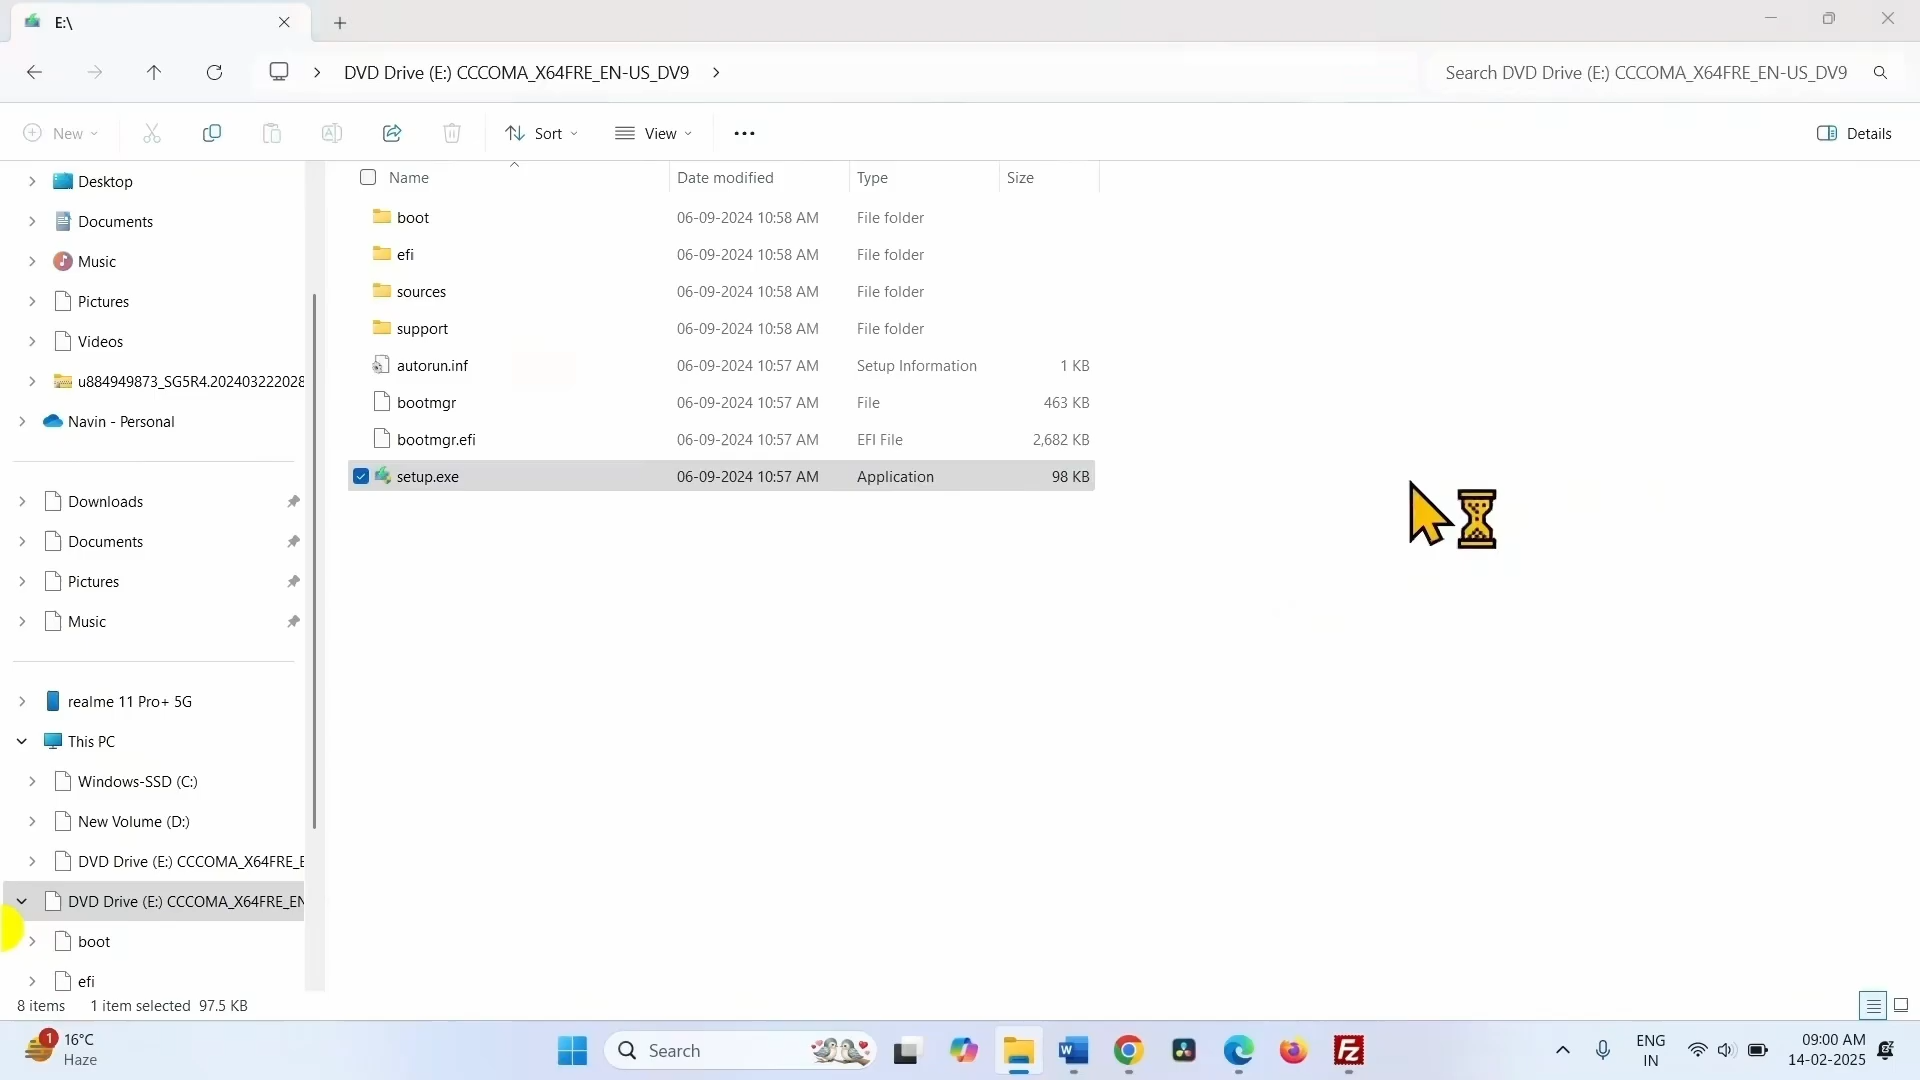 E:\
DVD Drive (E:) CCCOMA_X64FRE_EN-US_DV9
Search DVD Drive (E:) CCCOMA_X64FRE_EN-US_DV9
New
Sort
View
Details
Desktop
Documents
Music
Pictures
Videos
u884949873_SG5R4.202403222028
Navin - Personal
Downloads
Documents
Pictures
Music
realme 11 Pro+ 5G
This PC
Windows-SSD (C:)
New Volume (D:)
DVD Drive (E:) CCCOMA_X64FRE_E
DVD Drive (E:) CCCOMA_X64FRE_EN
boot
efi
Name Date modified Type Size
boot 06-09-2024 10:58 AM File folder
efi 06-09-2024 10:58 AM File folder
sources 06-09-2024 10:58 AM File folder
support 06-09-2024 10:58 AM File folder
autorun.inf 06-09-2024 10:57 AM Setup Information 1 KB
bootmgr 06-09-2024 10:57 AM File 463 KB
bootmgr.efi 06-09-2024 10:57 AM EFI File 2,682 KB
setup.exe 06-09-2024 10:57 AM Application 98 KB
8 items 1 item selected 97.5 KB
1
16°C
Haze
Search
W
Fz
ENG
IN
09:00 AM
14-02-2025